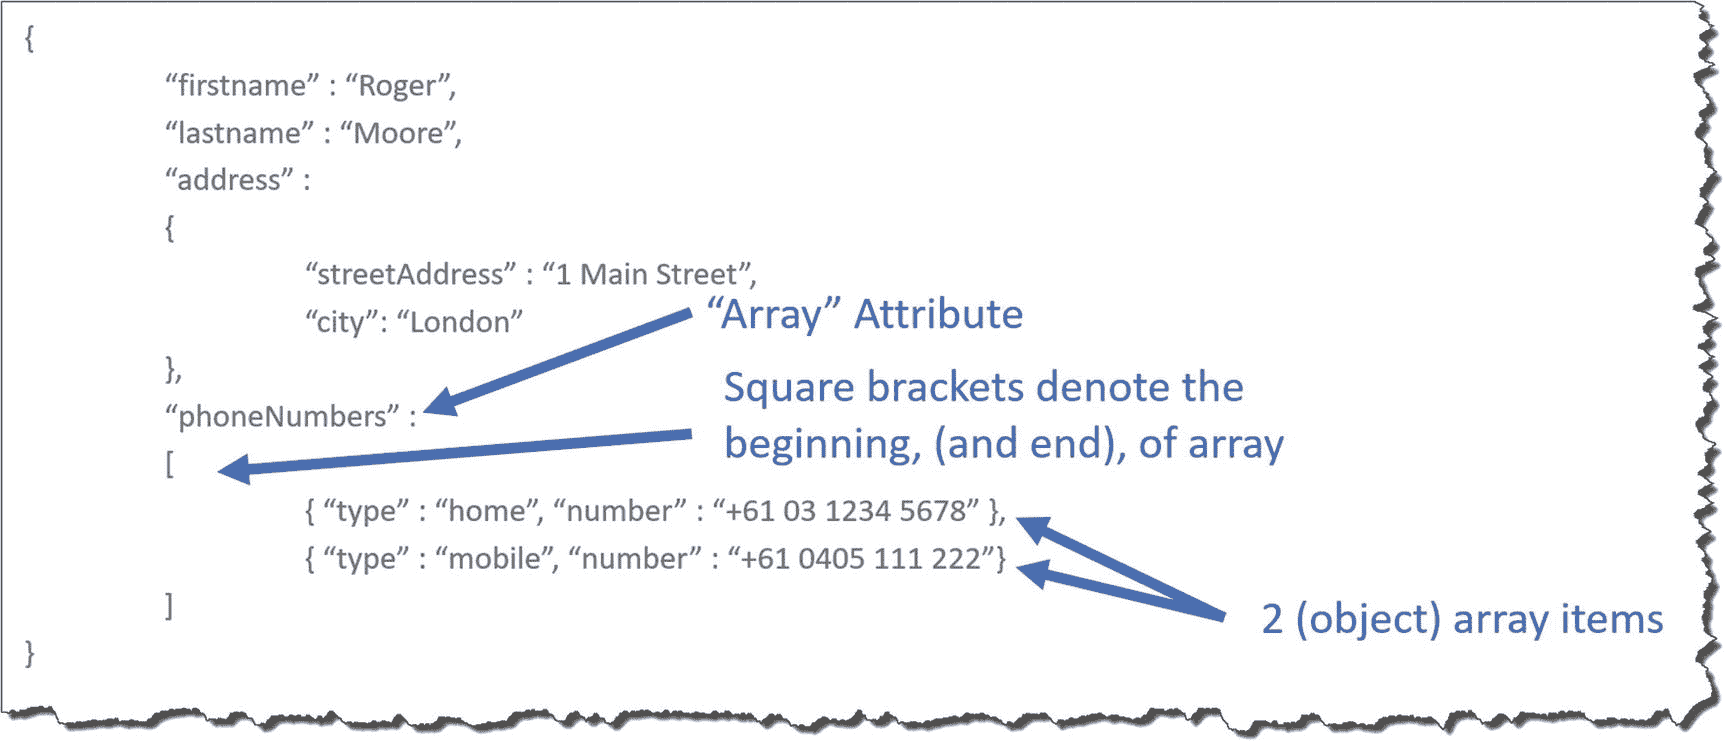 {
“firstname” : “Roger”,
“lastname” : “Moore”,
“address” :
{
“streetAddress” : “1 Main Street”,
“city”: “London”
},
“phoneNumbers” :
[
{ “type” : “home”, “number” : “+61 03 1234 5678” },
{ “type” : “mobile”, “number” : “+61 0405 111 222”}
]
}
“Array” Attribute
Square brackets denote the
beginning, (and end), of array
2 (object) array items